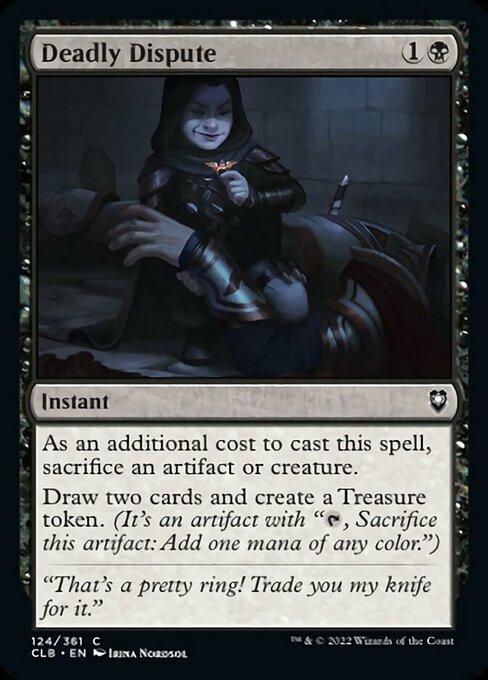 Deadly Dispute 1
Instant
As an additional cost to cast this spell,
sacrifice an artifact or creature.
Draw two cards and create a Treasure
token. (It's an artifact with “, Sacrifice
this artifact: Add one mana of any color.”)
“That's a pretty ring! Trade you my knife
for it.”
124/361 C
CLB • EN Irina Nordsol
™ & © 2022 Wizards of the Coast